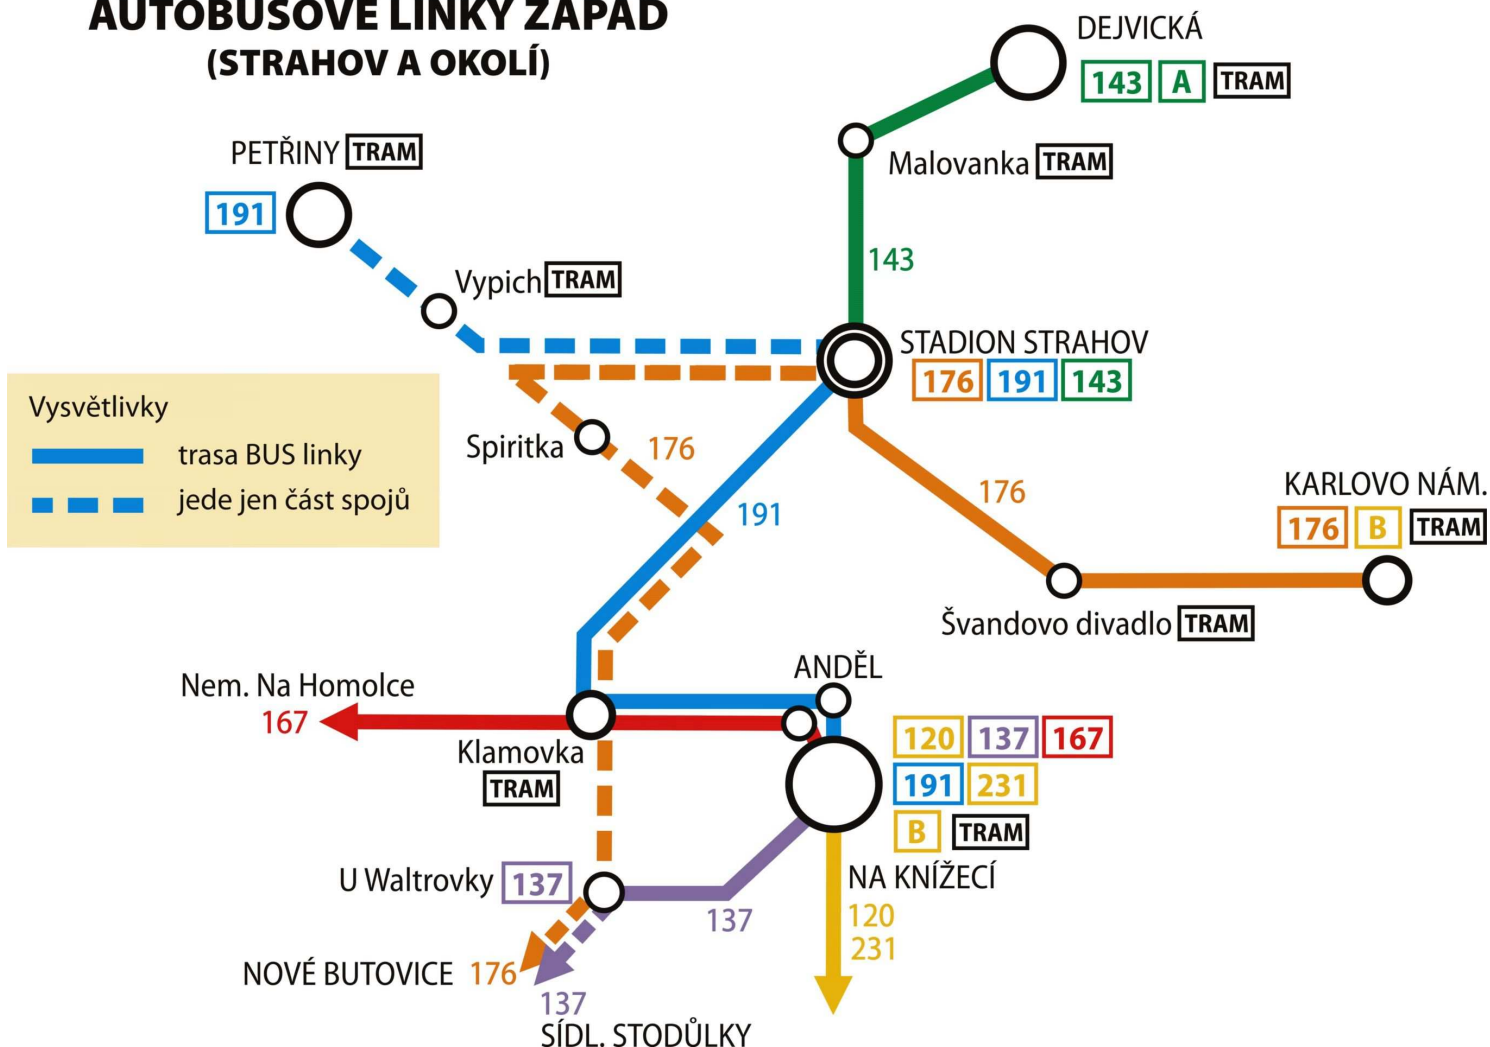 AUTOBUSOVÉ LINKY ZÁPAD
(STRAHOV A OKOLÍ)
DEJVICKÁ
143 A TRAM
PETŘINY TRAM
191
Malovanka TRAM
143
Vypich TRAM
STADION STRAHOV
176 191 143
Vysvětlivky
trasa BUS linky
jede jen část spojů
Spiritka
176
191
176
KARLOVO NÁM.
176 B TRAM
Švandovo divadlo TRAM
Nem. Na Homolce
167
ANDĚL
Klamovka
TRAM
120 137 167
191 231
B TRAM
NA KNÍŽECÍ
120
231
U Waltrovky 137
137
NOVÉ BUTOVICE 176
137
SÍDL. STODŮLKY